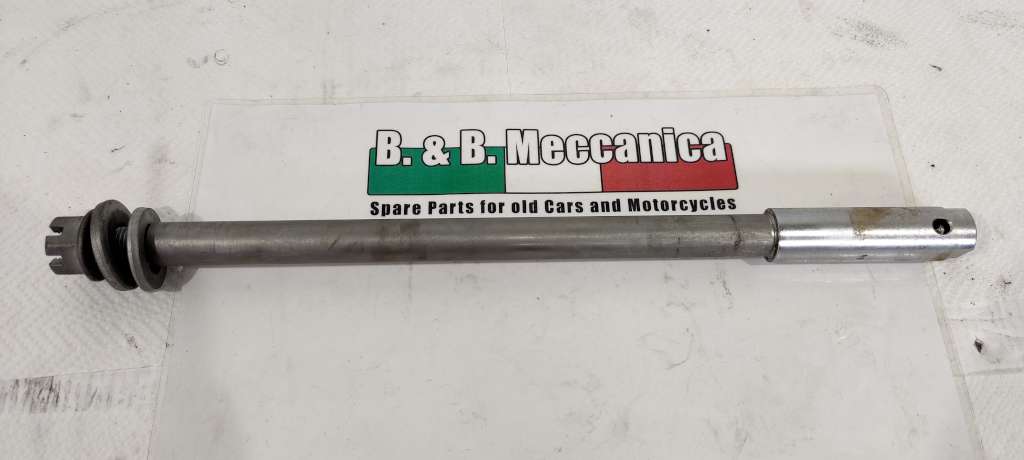 B. & B. Meccanica
Spare Parts for old Cars and Motorcycles